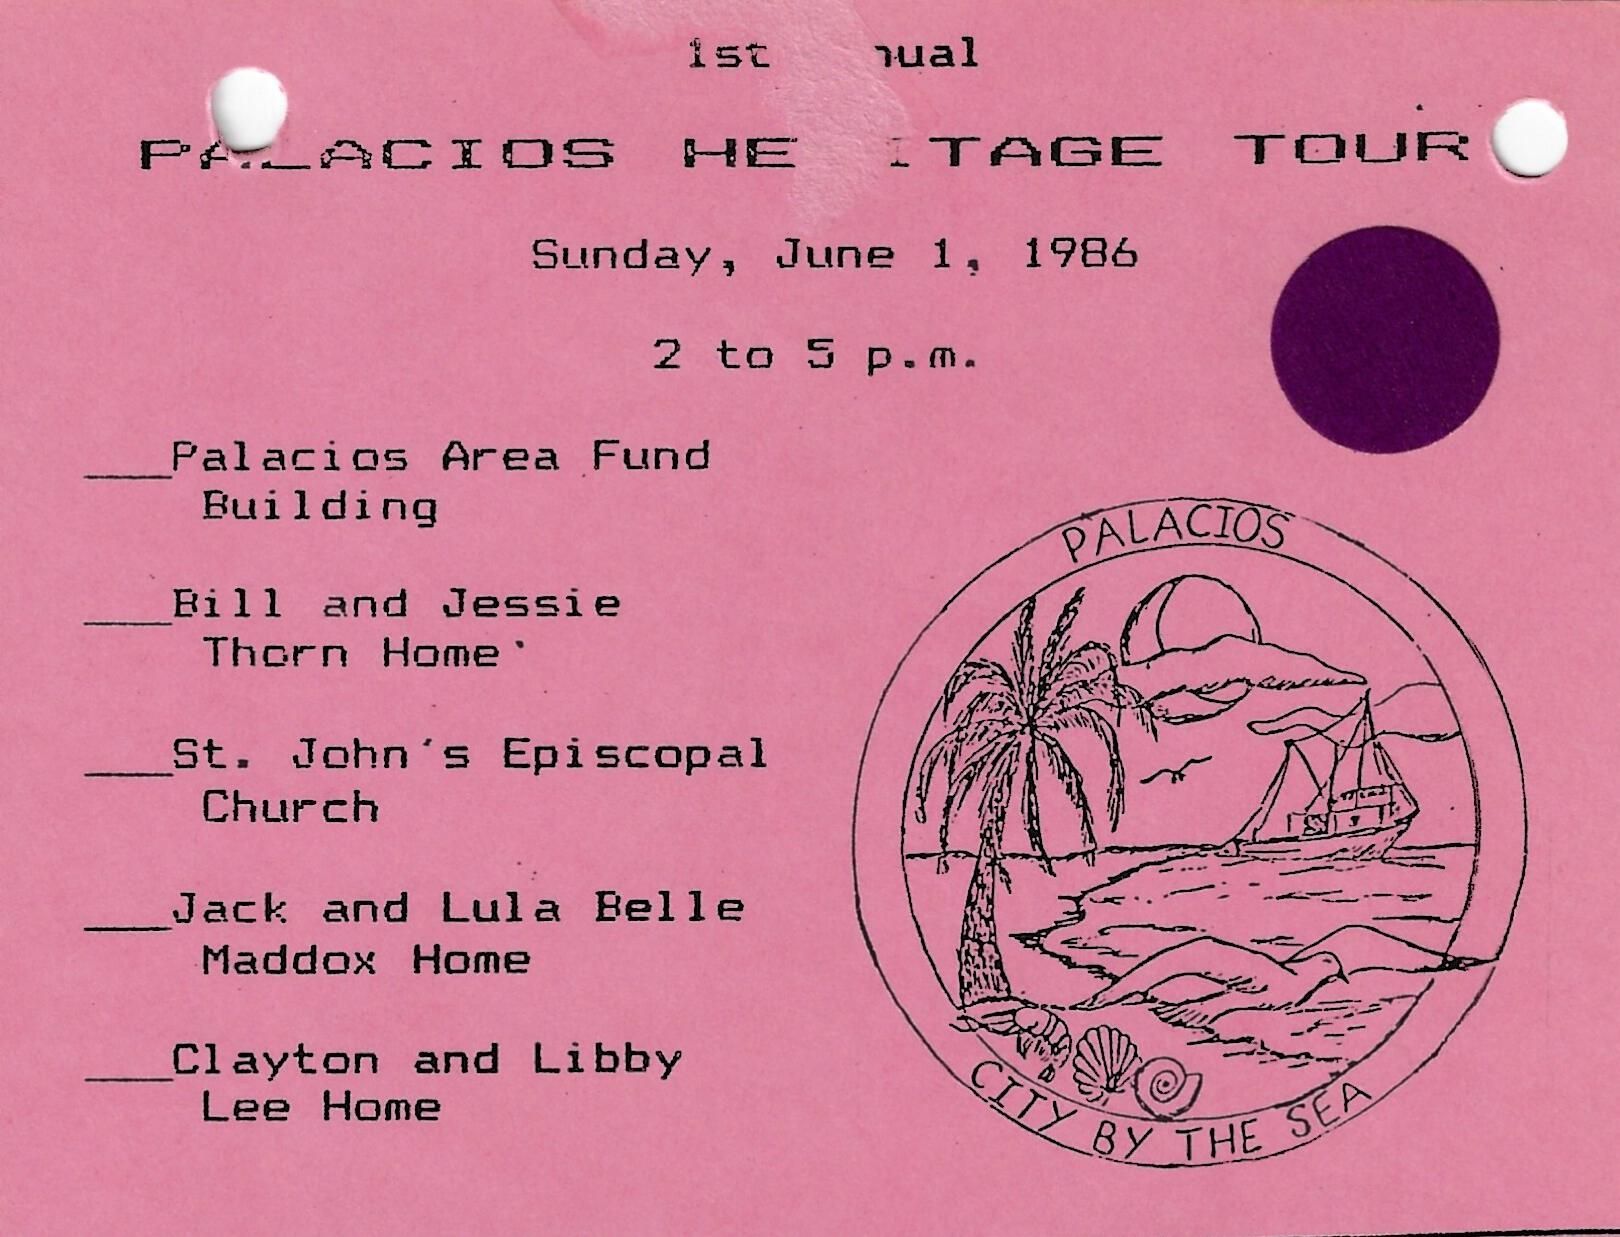 1st nual
PALACIOS HE ITAGE TOUR
Sunday, June 1, 1986
2 to 5 p.m.
___Palacios Area Fund
Building
___Bill and Jessie
Thorn Home
___St. John's Episcopal
Church
___Jack and Lula Belle
Maddox Home
___Clayton and Libby
Lee Home
PALACIOS
CITY BY THE SEA